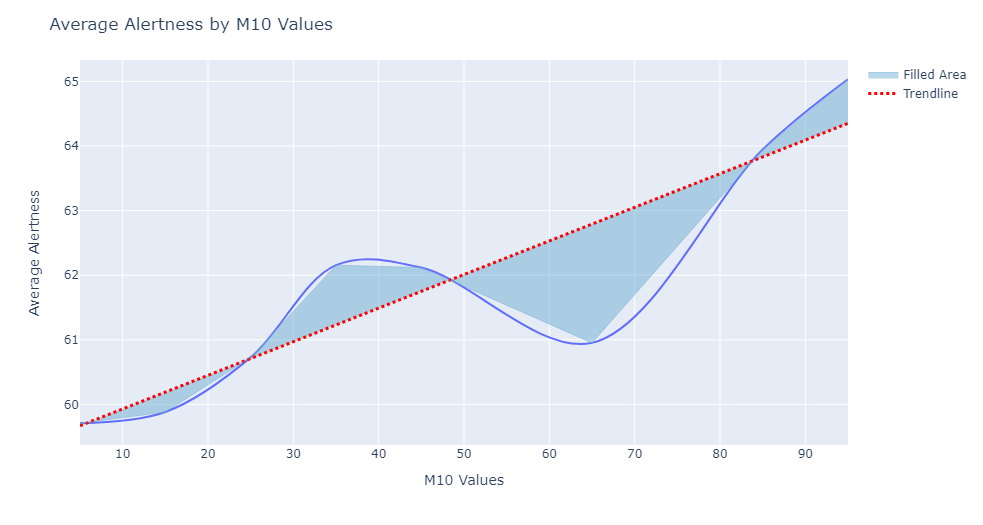 Average Alertness by M10 Values
Filled Area
Trendline
Average Alertness
65
64
63
62
61
60
10 20 30 40 50 60 70 80 90
M10 Values